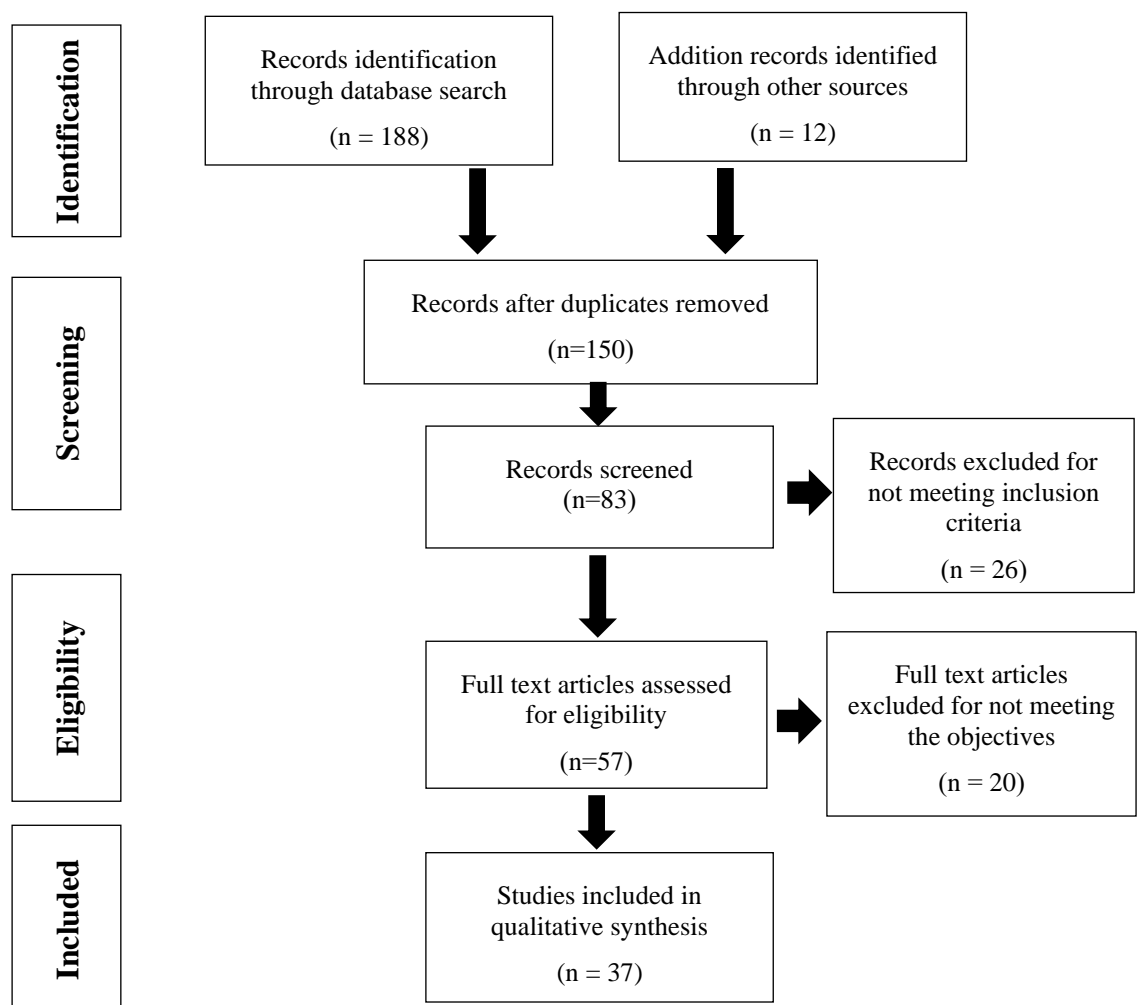 Identification
Records identification
through database search
(n = 188)
Addition records identified
through other sources
(n = 12)
Screening
Records after duplicates removed
(n=150)
Records screened
(n=83)
Records excluded for
not meeting inclusion
criteria
(n = 26)
Eligibility
Full text articles assessed
for eligibility
(n=57)
Full text articles
excluded for not meeting
the objectives
(n = 20)
Included
Studies included in
qualitative synthesis
(n = 37)